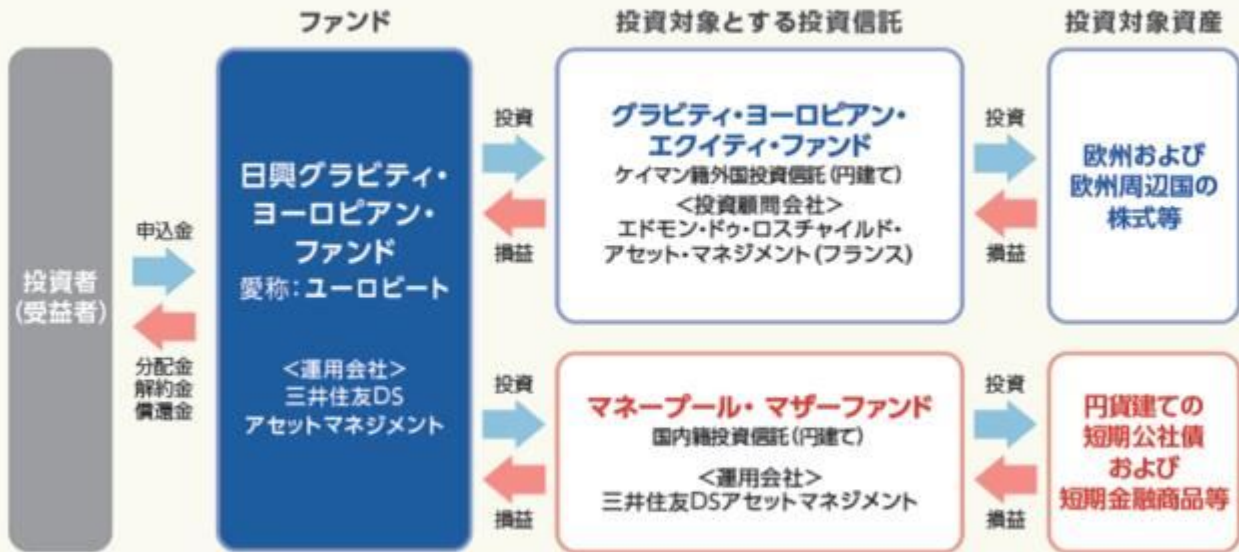 ファンド
投資対象とする投資信託
投資対象資産
投資者
(受益者)
申込金
分配金
解約金
償還金
日興グラビティ・
ヨーロピアン・
ファンド
愛称：ユーロビート
＜運用会社＞
三井住友DS
アセットマネジメント
投資
損益
グラビティ・ヨーロピアン・
エクイティ・ファンド
ケイマン籍外国投資信託(円建て)
＜投資顧問会社＞
エドモン・ドゥ・ロスチャイルド・
アセット・マネジメント(フランス)
投資
損益
欧州および
欧州周辺国の
株式等
投資
損益
マネープール・マザーファンド
国内籍投資信託(円建て)
＜運用会社＞
三井住友DSアセットマネジメント
投資
損益
円貨建ての
短期公社債
および
短期金融商品等